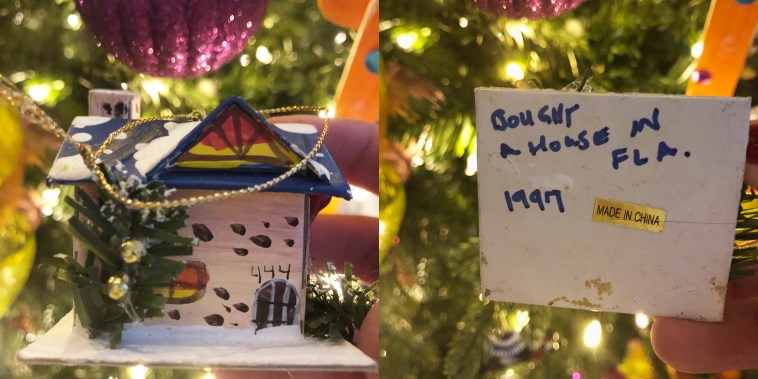 444
BOUGHT
A HOUSE IN
FLA.
1997
MADE IN CHINA